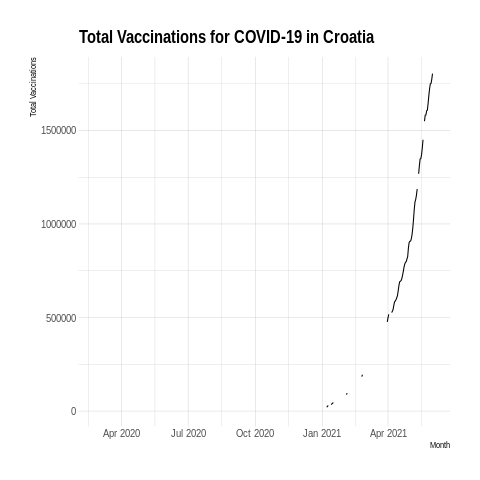 Total Vaccinations for COVID-19 in Croatia
Total Vaccinations
1500000
1000000
500000
0
Apr 2020 Jul 2020 Oct 2020 Jan 2021 Apr 2021
Month